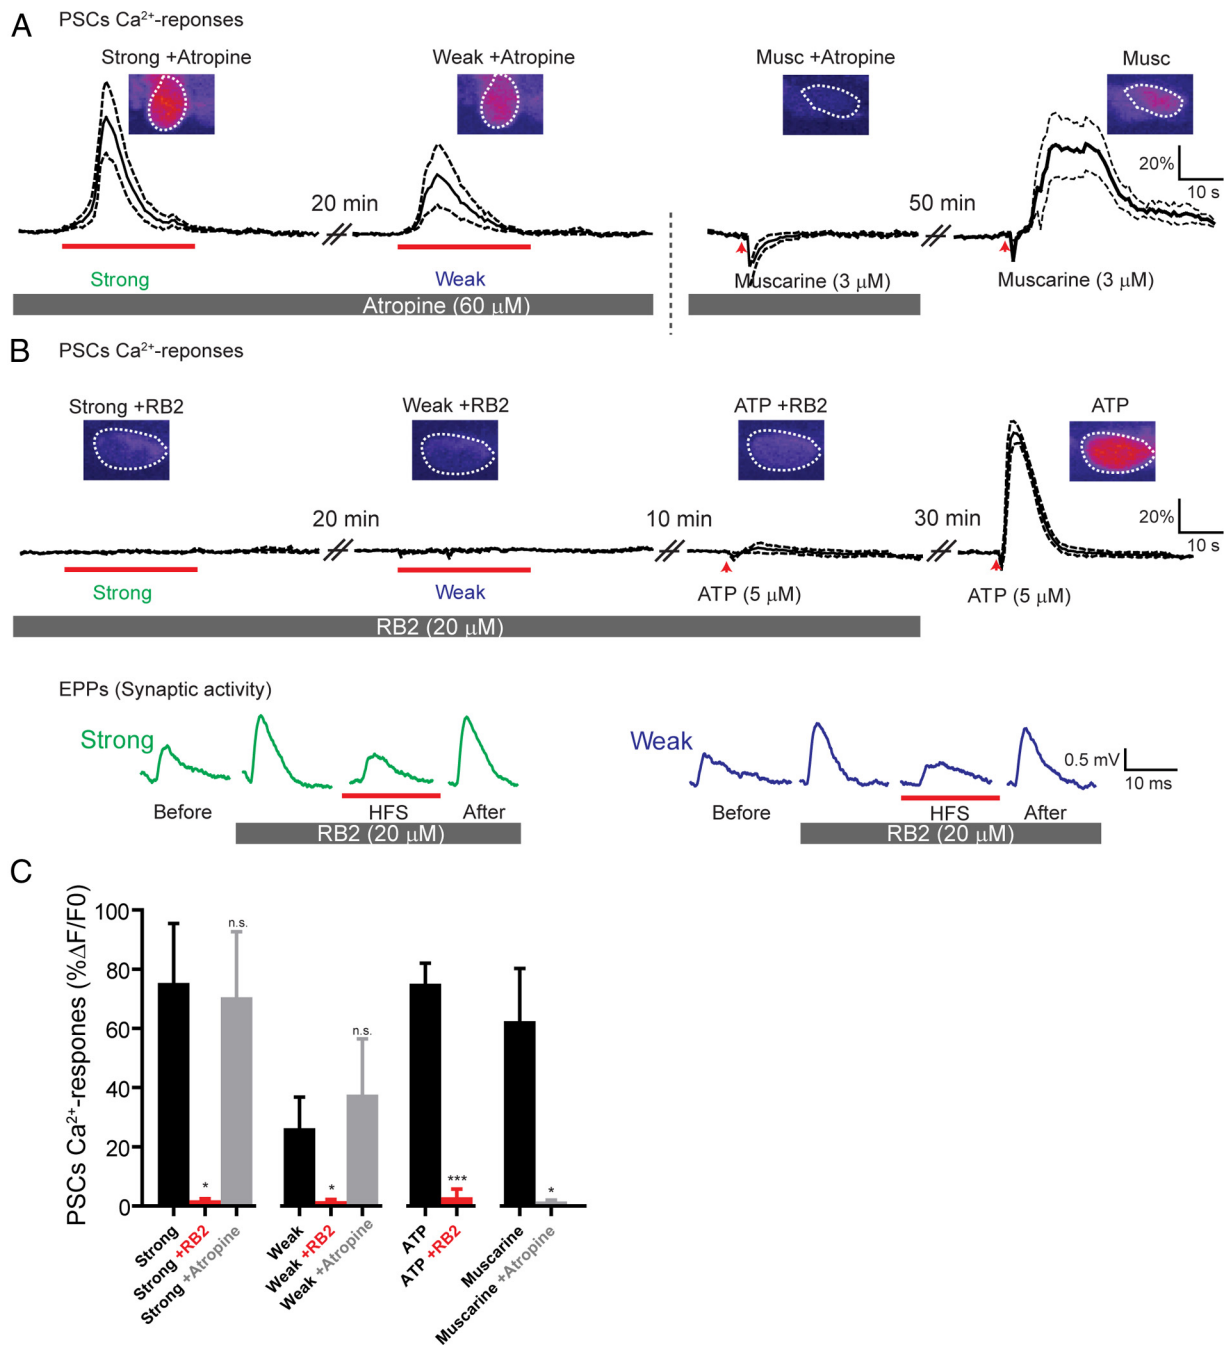 A
PSCs Ca²⁺-reponses
Strong +Atropine
Weak +Atropine
Musc +Atropine
Musc
20%
10 s
20 min
50 min
Strong
Weak
Muscarine (3 μM)
Muscarine (3 μM)
Atropine (60 μM)
B
PSCs Ca²⁺-reponses
Strong +RB2
Weak +RB2
ATP +RB2
ATP
20 min
10 min
30 min
20%
10 s
Strong
Weak
ATP (5 μM)
ATP (5 μM)
RB2 (20 μM)
EPPs (Synaptic activity)
Strong
Weak
0.5 mV
10 ms
Before
HFS
After
Before
HFS
After
RB2 (20 μM)
RB2 (20 μM)
C
PSCs Ca²⁺-respones (%ΔF/F0)
100
80
60
40
20
0
n.s.
*
n.s.
*
***
*
Strong
Strong +RB2
Strong +Atropine
Weak
Weak +RB2
Weak +Atropine
ATP
ATP +RB2
Muscarine
Muscarine +Atropine